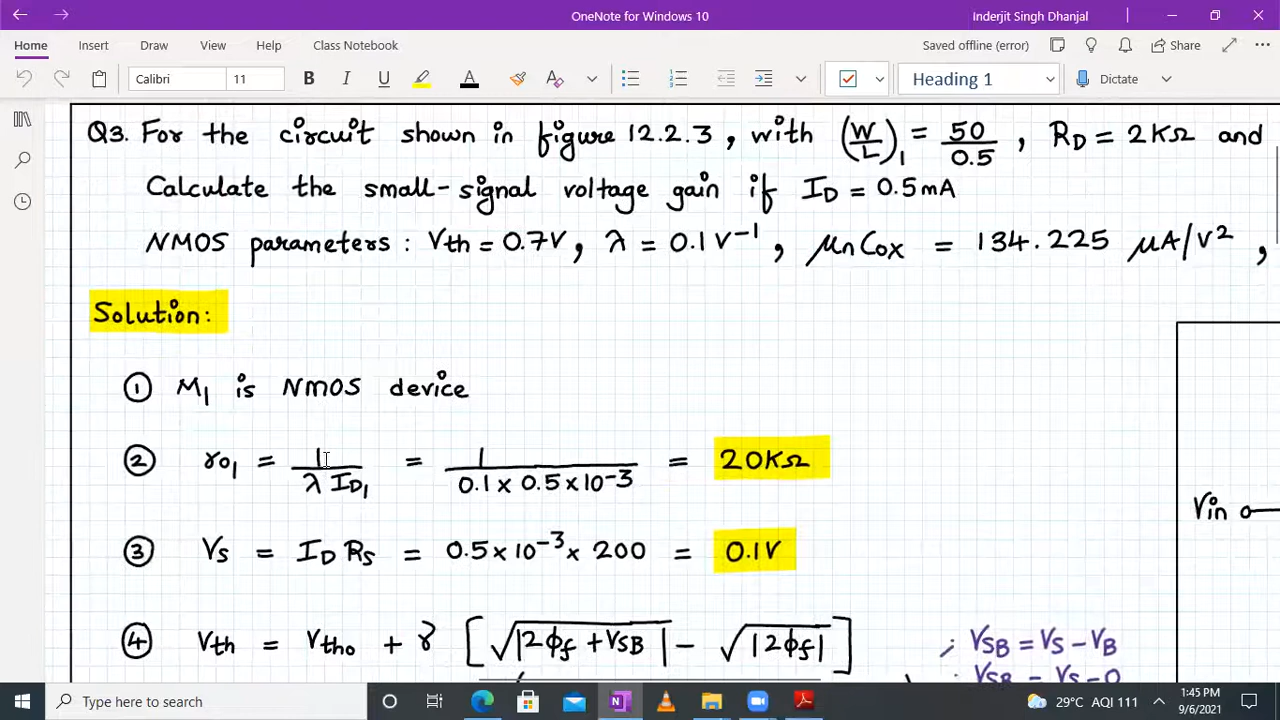 OneNote for Windows 10
Inderjit Singh Dhanjal
Home Insert Draw View Help Class Notebook
Saved offline (error)
Share
Calibri 11 B I U A Heading 1 Dictate
Q3. For the circuit shown in figure 12.2.3, with (W/L)₁ = 50/0.5, RD = 2KΩ and
Calculate the small-signal voltage gain if ID = 0.5mA
NMOS parameters: Vth = 0.7V, λ = 0.1V⁻¹, μnCox = 134.225 μA/V²,
Solution:
① M₁ is NMOS device
② ro₁ = 1/(λ ID₁) = 1/(0.1 x 0.5 x 10⁻³) = 20KΩ
③ Vs = ID Rs = 0.5 x 10⁻³ x 200 = 0.1V
Vin
④ Vth = Vtho + γ [√|2ϕf + VSB| - √|2ϕf|] ; VSB = VS - VB
; VSB = VS - 0
Type here to search
29°C AQI 111
1:45 PM
9/6/2021